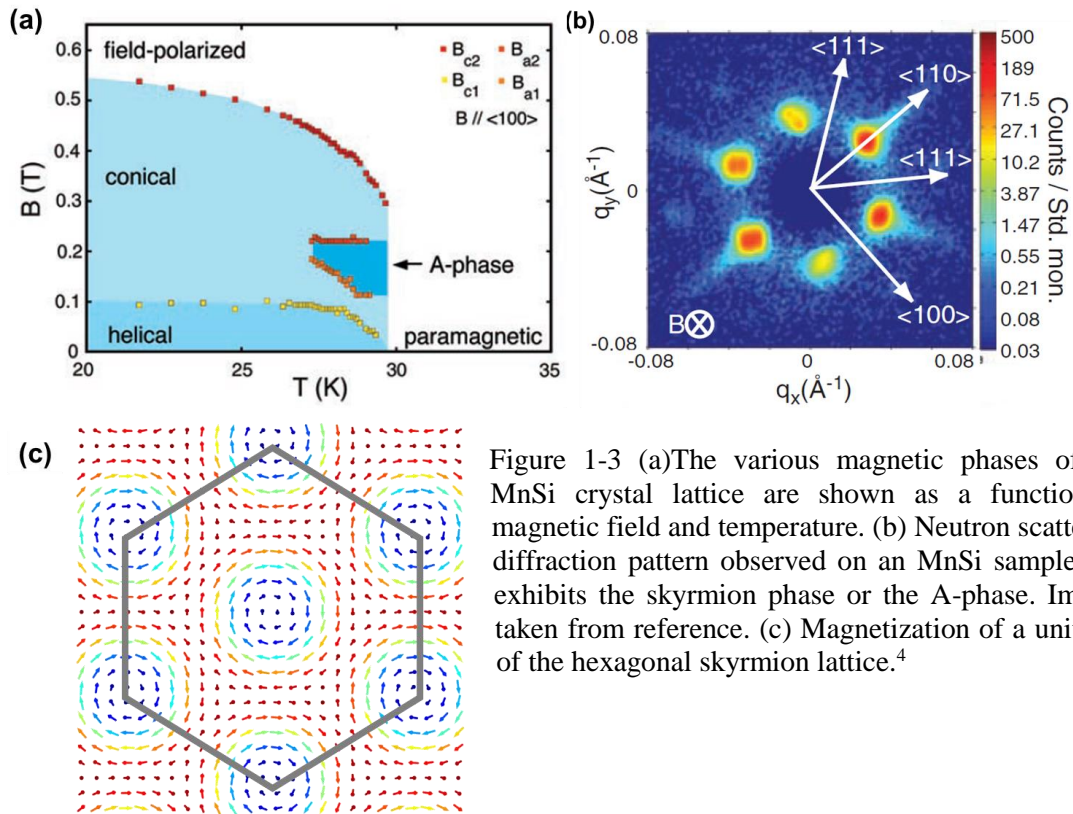 (a)
0.6
0.5
0.4
0.3
0.2
0.1
0
B (T)
field-polarized
B_c2 B_a2
B_c1 B_a1
B // <100>
conical
A-phase
helical
paramagnetic
20 25 30 35
T (K)
(b)
0.08
0
-0.08
q_y(Å⁻¹)
<111>
<110>
<111>
<100>
B
-0.08 0 0.08
q_x(Å⁻¹)
500
189
71.5
27.1
10.2
3.87
1.47
0.55
0.21
0.08
0.03
Counts / Std. mon.
(c)
Figure 1-3 (a)The various magnetic phases of
MnSi crystal lattice are shown as a functio
magnetic field and temperature. (b) Neutron scatte
diffraction pattern observed on an MnSi sample
exhibits the skyrmion phase or the A-phase. Im
taken from reference. (c) Magnetization of a unit
of the hexagonal skyrmion lattice.⁴